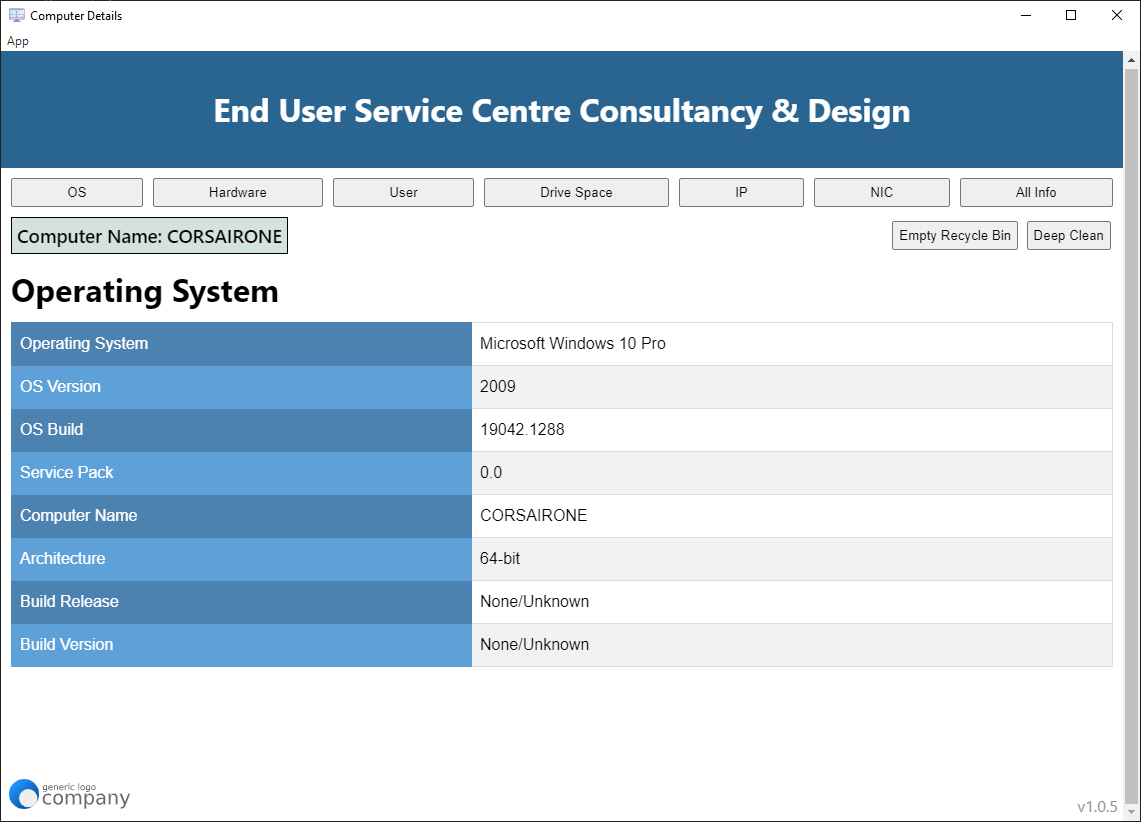 Computer Details
App
End User Service Centre Consultancy & Design
OS Hardware User Drive Space IP NIC All Info
Computer Name: CORSAIRONE Empty Recycle Bin Deep Clean
Operating System
Operating System Microsoft Windows 10 Pro
OS Version 2009
OS Build 19042.1288
Service Pack 0.0
Computer Name CORSAIRONE
Architecture 64-bit
Build Release None/Unknown
Build Version None/Unknown
generic logo
company
v1.0.5